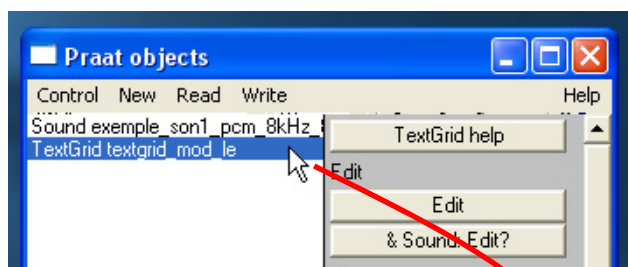 Praat objects
Control New Read Write Help
Sound exemple_son1_pcm_8kHz_
TextGrid textgrid_mod_le
TextGrid help
Edit
Edit
& Sound: Edit?